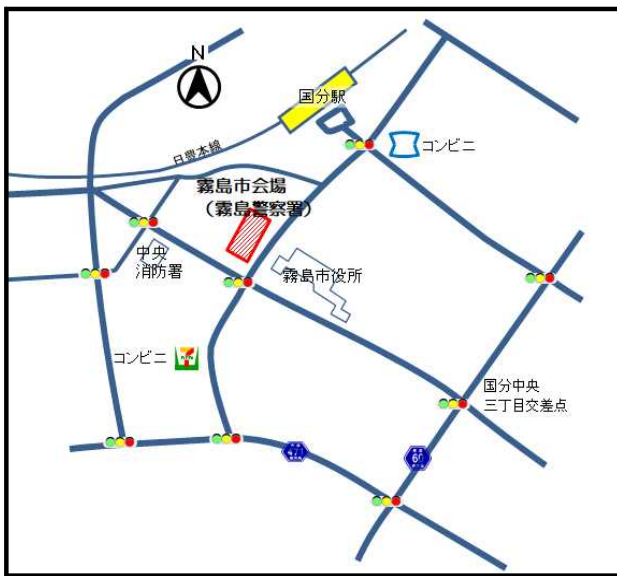 N
国分駅
コンビニ
日豊本線
霧島市会場
（霧島警察署）
中央
消防署
霧島市役所
コンビニ
国分中央
三丁目交差点
471
60